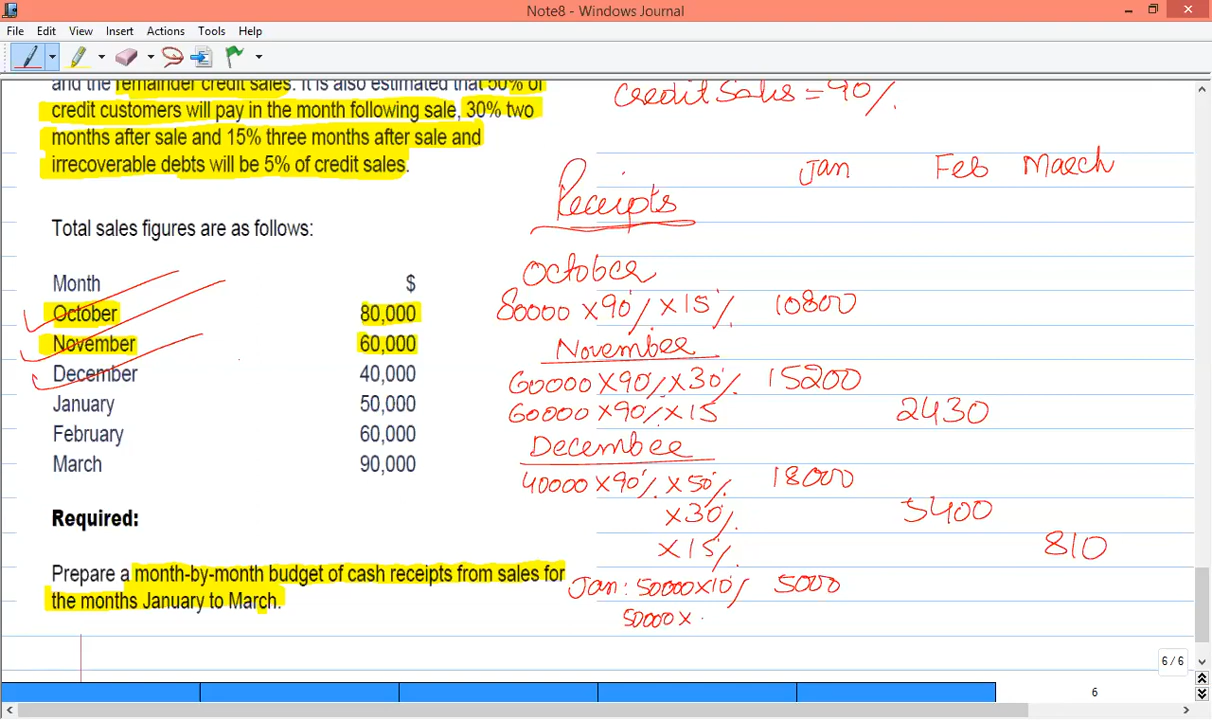 Note8 - Windows Journal
File Edit View Insert Actions Tools Help
and the remainder credit sales. It is also estimated that 50% of
credit customers will pay in the month following sale, 30% two
months after sale and 15% three months after sale and
irrecoverable debts will be 5% of credit sales.
Total sales figures are as follows:
Month $
October 80,000
November 60,000
December 40,000
January 50,000
February 60,000
March 90,000
Required:
Prepare a month-by-month budget of cash receipts from sales for
the months January to March.
Credit Sales = 90%.
Jan Feb March
Receipts
October
80000 x 90% x 15% 10800
November
60000 x 90% x 30% 15200
60000 x 90% x 15 2430
December
40000 x 90% x 50% 18000
x 30% 5400
x 15% 810
Jan : 50000 x 10% 5000
50000 x
6 / 6
6